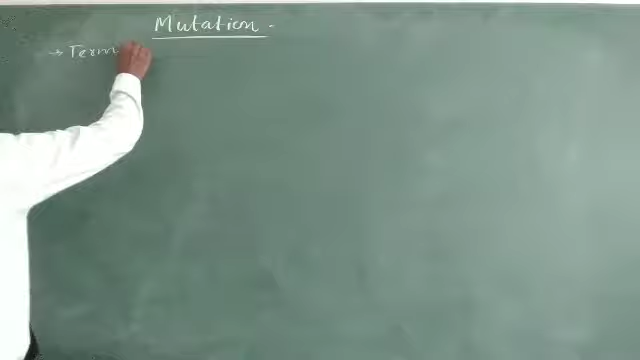 Mutation -
→ Term